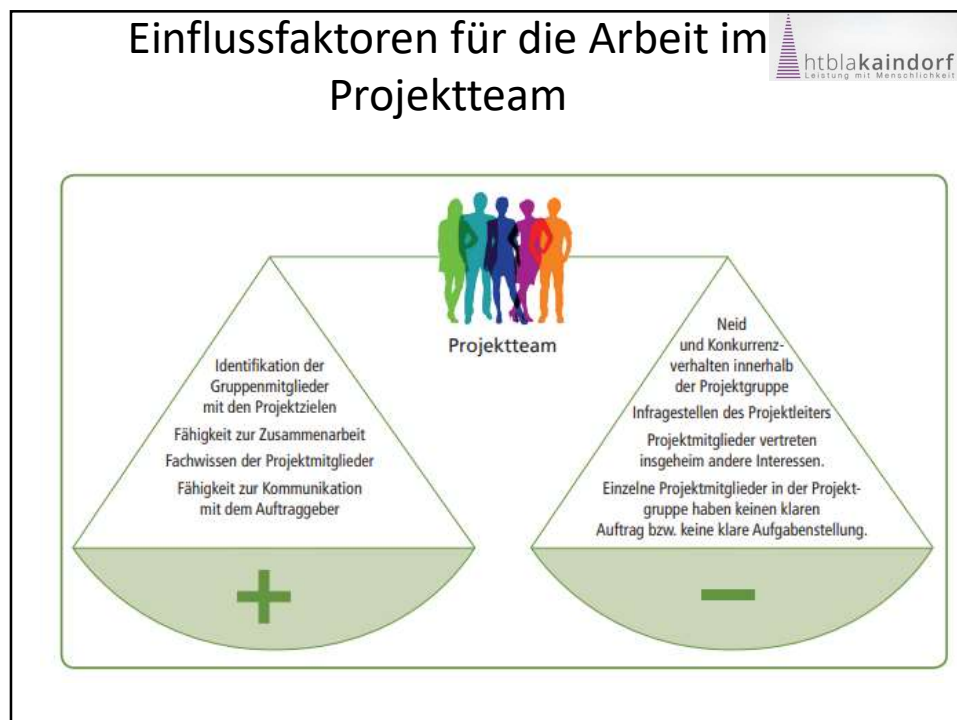 Einflussfaktoren für die Arbeit im
Projektteam
htblakaindorf
Leistung mit Menschlichkeit
Projektteam
Identifikation der
Gruppenmitglieder
mit den Projektzielen
Fähigkeit zur Zusammenarbeit
Fachwissen der Projektmitglieder
Fähigkeit zur Kommunikation
mit dem Auftraggeber
+
Neid
und Konkurrenz-
verhalten innerhalb
der Projektgruppe
Infragestellen des Projektleiters
Projektmitglieder vertreten
insgeheim andere Interessen.
Einzelne Projektmitglieder in der Projekt-
gruppe haben keinen klaren
Auftrag bzw. keine klare Aufgabenstellung.
−